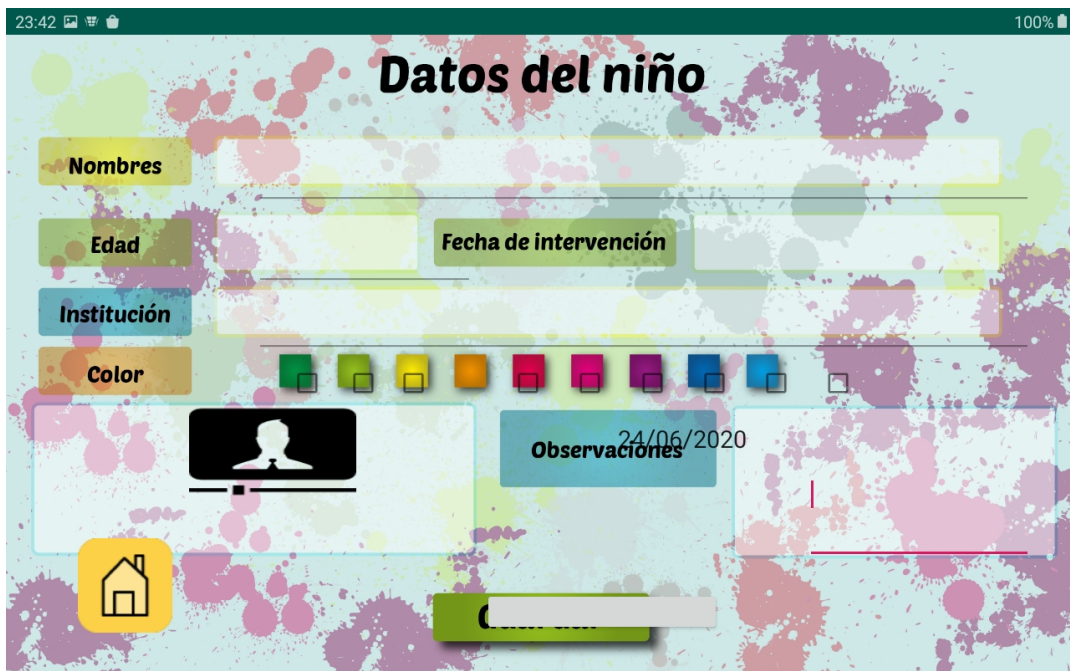 23:42 100%
Datos del niño
Nombres
Edad
Fecha de intervención
Institución
Color
Observaciones
24/06/2020